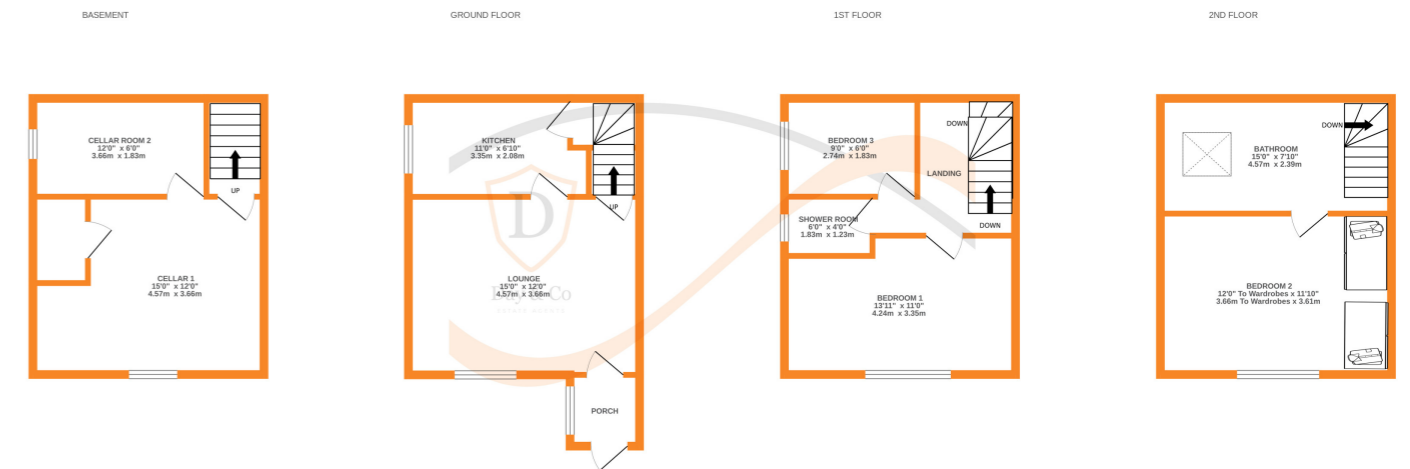 BASEMENT
CELLAR ROOM 2
12'0" x 6'0"
3.66m x 1.83m
UP
CELLAR 1
15'0" x 12'0"
4.57m x 3.66m
GROUND FLOOR
KITCHEN
11'0" x 6'10"
3.35m x 2.08m
UP
D
LOUNGE
15'0" x 12'0"
4.57m x 3.66m
PORCH
1ST FLOOR
DOWN
BEDROOM 3
9'0" x 6'0"
2.74m x 1.83m
LANDING
SHOWER ROOM
6'0" x 4'0"
1.83m x 1.23m
DOWN
BEDROOM 1
13'11" x 11'0"
4.24m x 3.35m
2ND FLOOR
DOWN
BATHROOM
15'0" x 7'10"
4.57m x 2.39m
BEDROOM 2
12'0" To Wardrobes x 11'10"
3.66m To Wardrobes x 3.61m